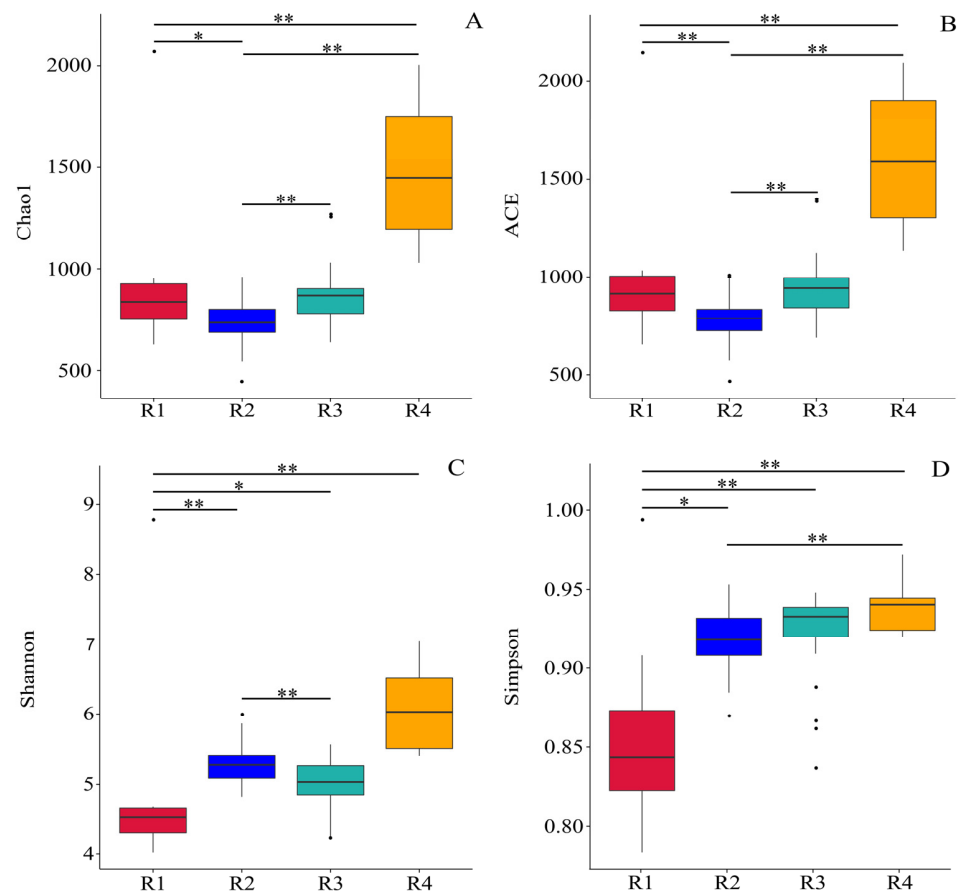 A
**
*
**
2000
1500
1000
500
**
Chao1
R1 R2 R3 R4
B
**
**
**
2000
1500
1000
500
**
ACE
R1 R2 R3 R4
C
**
*
**
9
8
7
6
5
4
**
Shannon
R1 R2 R3 R4
D
**
**
*
**
1.00
0.95
0.90
0.85
0.80
Simpson
R1 R2 R3 R4